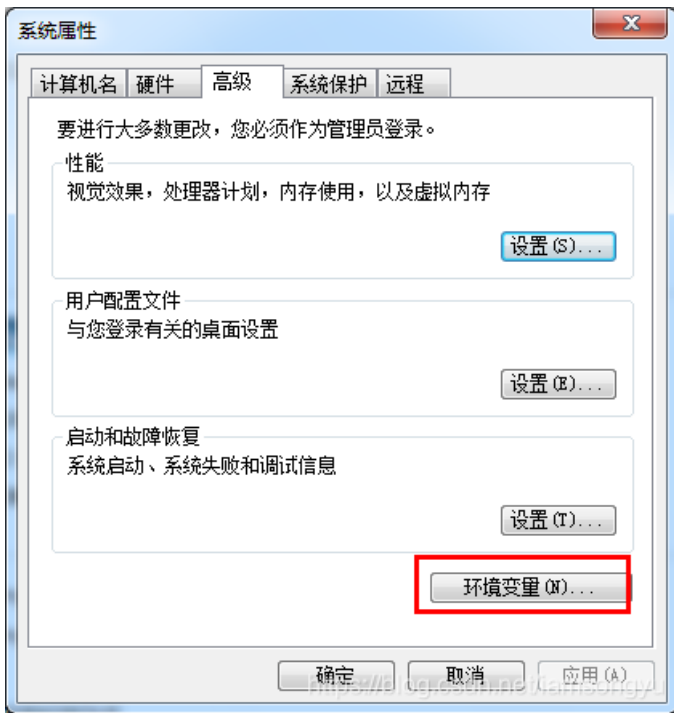 系统属性
计算机名 硬件 高级 系统保护 远程
要进行大多数更改，您必须作为管理员登录。
性能
视觉效果，处理器计划，内存使用，以及虚拟内存
设置(S)...
用户配置文件
与您登录有关的桌面设置
设置(E)...
启动和故障恢复
系统启动、系统失败和调试信息
设置(T)...
环境变量(N)...
确定 取消 应用(A)
https://blog.csdn.net/iamsongyu